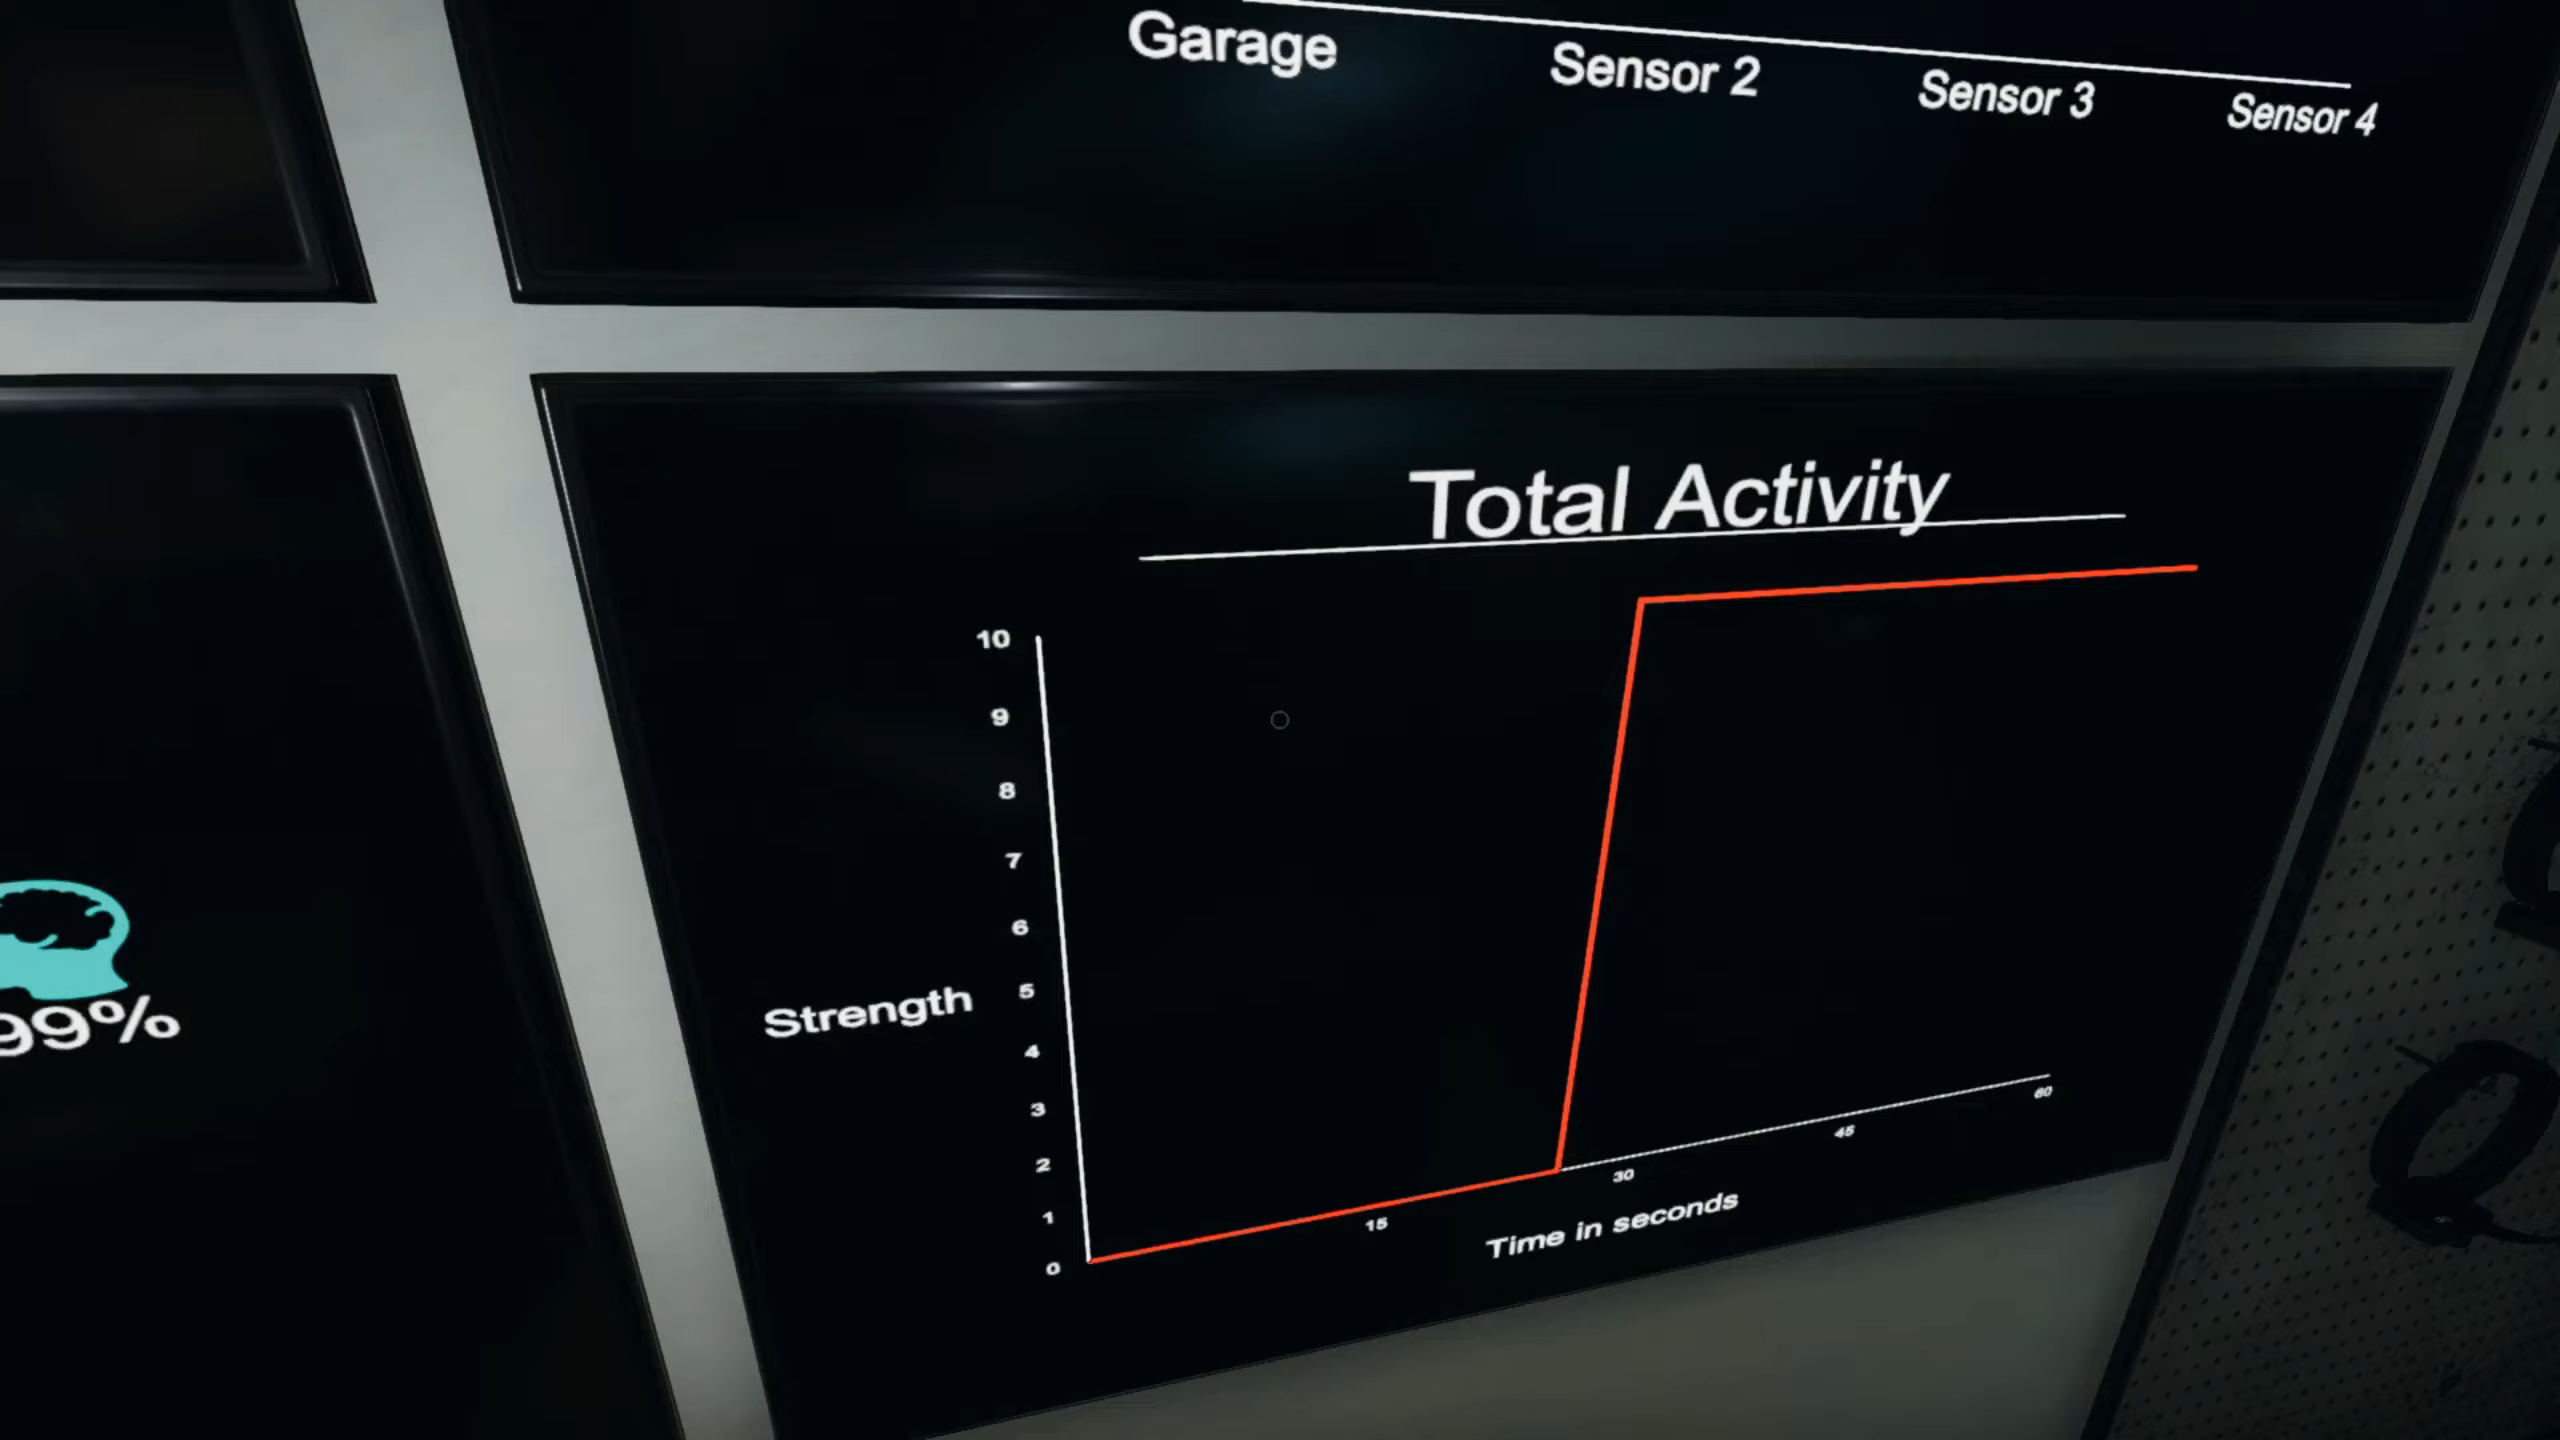 Garage
Sensor 2
Sensor 3
Sensor 4
Total Activity
10
9
8
7
6
5
4
3
2
1
0
Strength
15
30
45
60
Time in seconds
99%